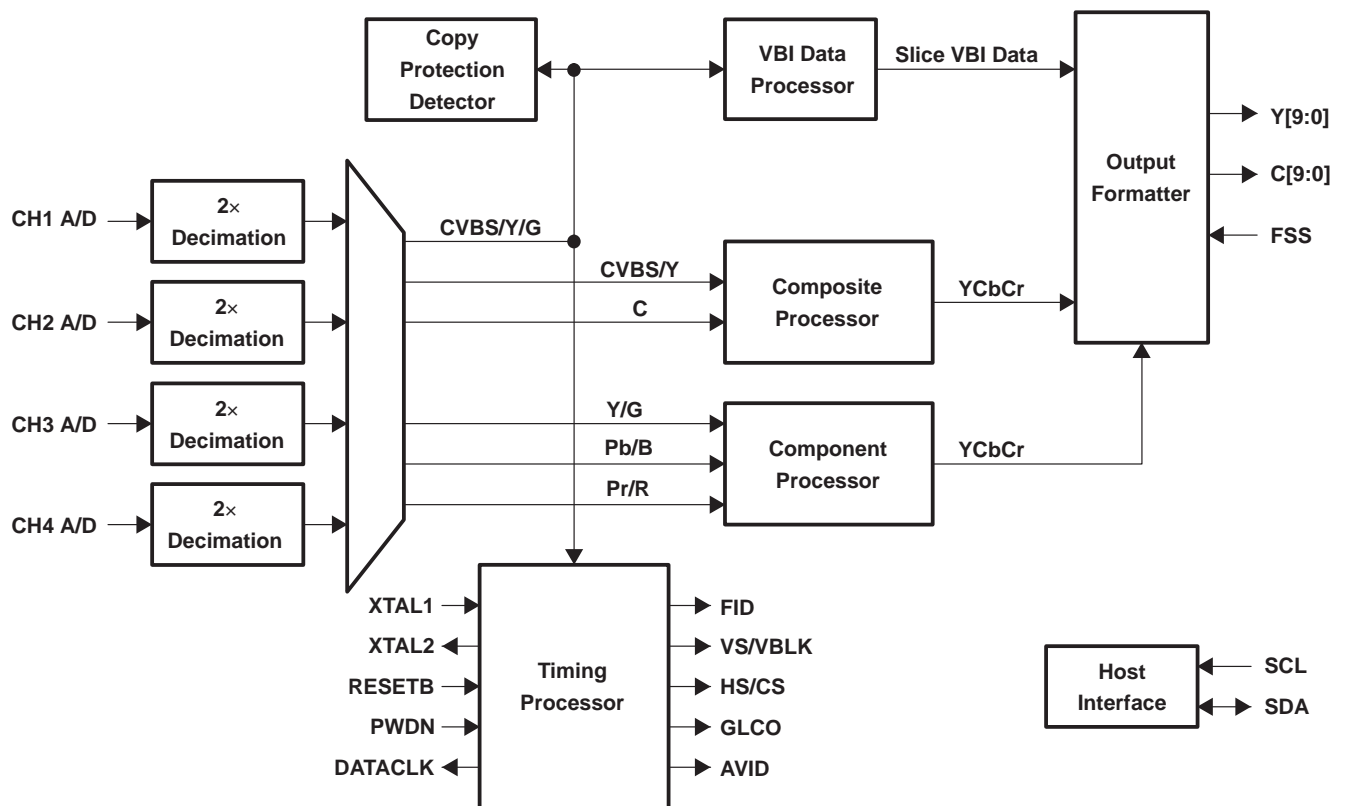 Copy
Protection
Detector
VBI Data
Processor
Slice VBI Data
Output
Formatter
Y[9:0]
C[9:0]
FSS
CH1 A/D
2×
Decimation
CVBS/Y/G
CH2 A/D
2×
Decimation
CVBS/Y
C
Composite
Processor
YCbCr
CH3 A/D
2×
Decimation
Y/G
Pb/B
Pr/R
Component
Processor
YCbCr
CH4 A/D
2×
Decimation
XTAL1
XTAL2
RESETB
PWDN
DATACLK
Timing
Processor
FID
VS/VBLK
HS/CS
GLCO
AVID
Host
Interface
SCL
SDA